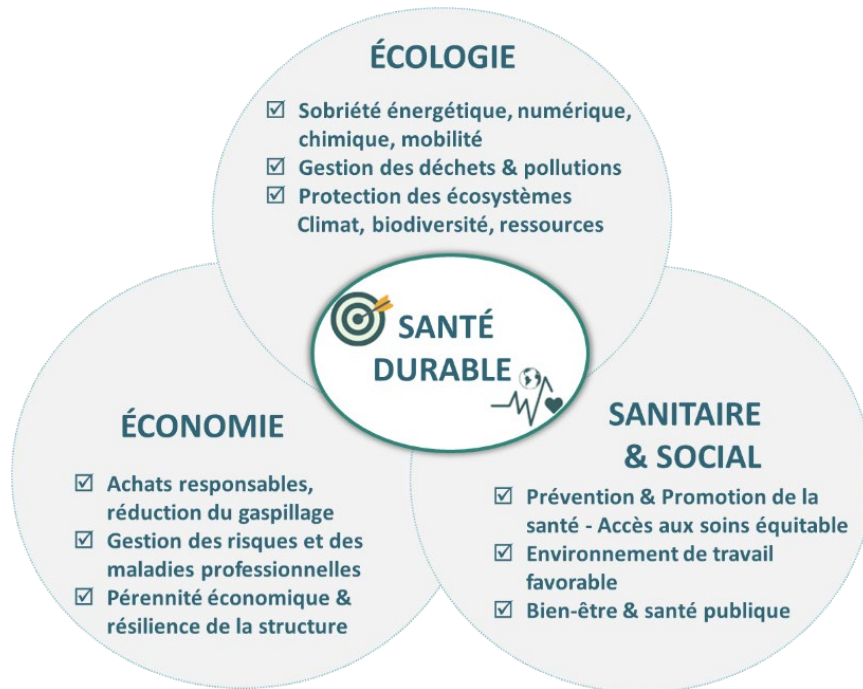 ÉCOLOGIE
☑ Sobriété énergétique, numérique,
chimique, mobilité
☑ Gestion des déchets & pollutions
☑ Protection des écosystèmes
Climat, biodiversité, ressources
SANTÉ
DURABLE
ÉCONOMIE
☑ Achats responsables,
réduction du gaspillage
☑ Gestion des risques et des
maladies professionnelles
☑ Pérennité économique &
résilience de la structure
SANITAIRE
& SOCIAL
☑ Prévention & Promotion de la
santé - Accès aux soins équitable
☑ Environnement de travail
favorable
☑ Bien-être & santé publique